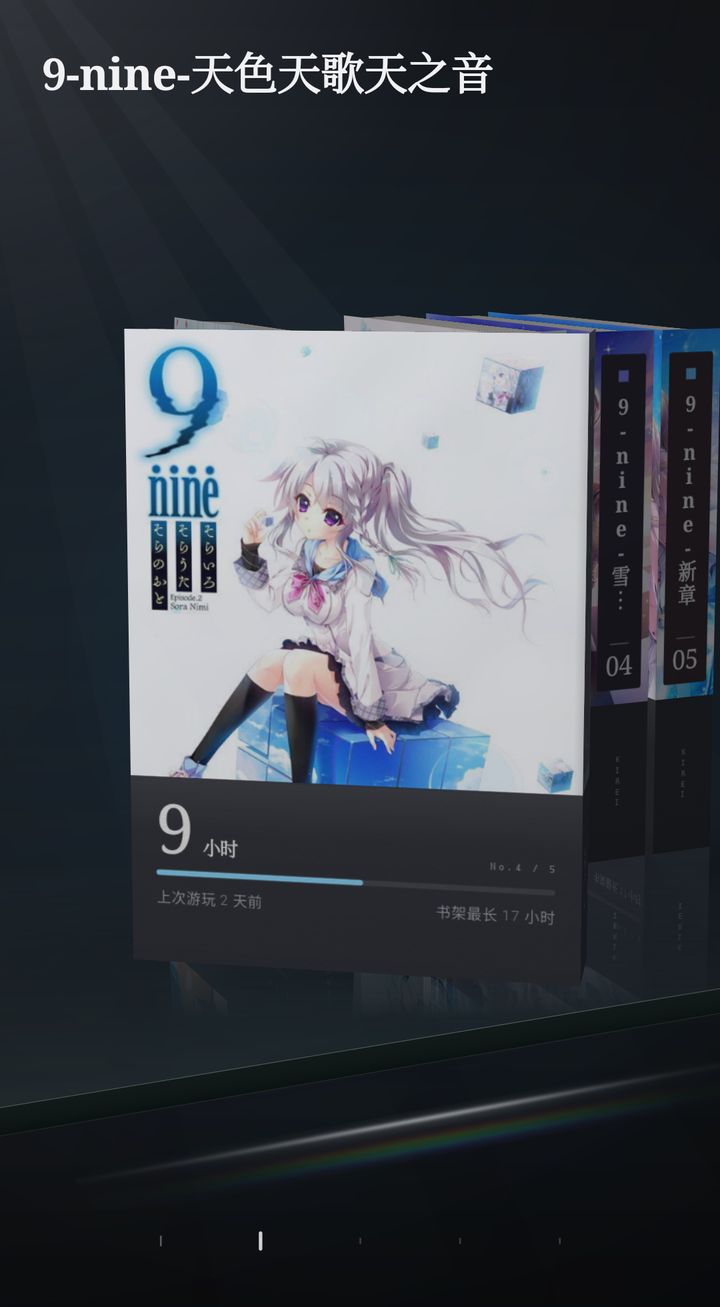 9-nine-天色天歌天之音
9
nine
そらいろ
そらうた
そらのおと
Episode.2
Sora Nimi
9-nine-雪…
04
9-nine-新章
05
9 小时
No.4 / 5
上次游玩 2 天前
书架最长 17 小时